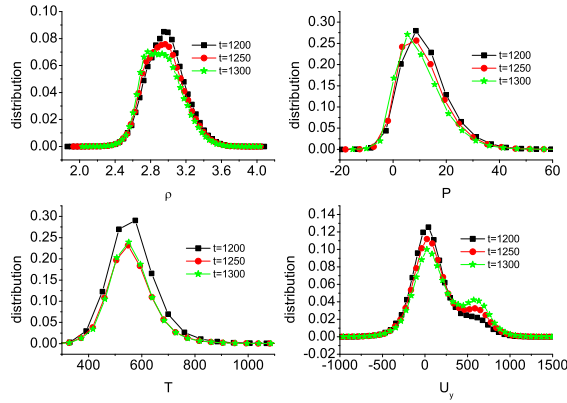 0.10
0.08
0.06
0.04
0.02
0.00
distribution
2.0 2.4 2.8 3.2 3.6 4.0
ρ
t=1200
t=1250
t=1300
0.30
0.25
0.20
0.15
0.10
0.05
0.00
distribution
-20 0 20 40 60
P
t=1200
t=1250
t=1300
0.30
0.25
0.20
0.15
0.10
0.05
0.00
distribution
400 600 800 1000
T
t=1200
t=1250
t=1300
0.14
0.12
0.10
0.08
0.06
0.04
0.02
0.00
-0.02
distribution
-1000 -500 0 500 1000 1500
U_y
t=1200
t=1250
t=1300